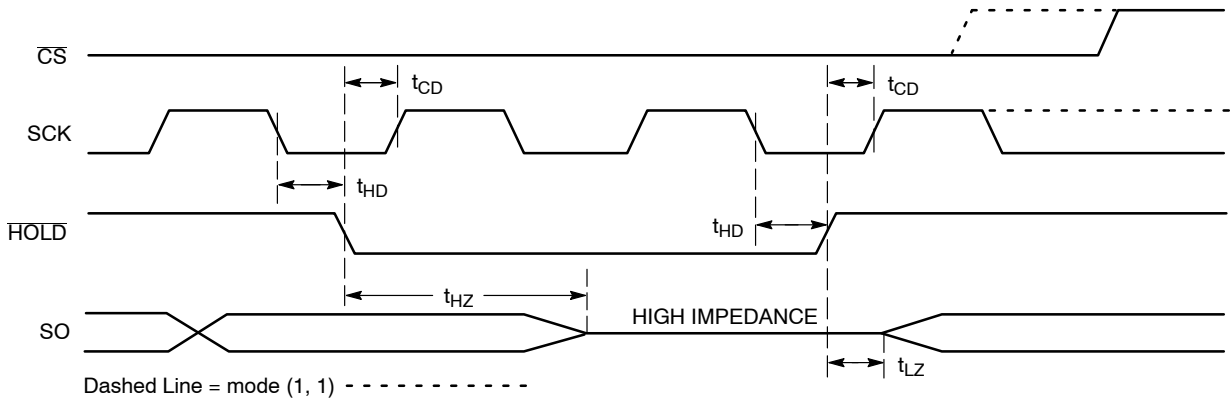 CS
tCD
tCD
SCK
tHD
HOLD
tHD
tHZ
HIGH IMPEDANCE
SO
tLZ
Dashed Line = mode (1, 1)